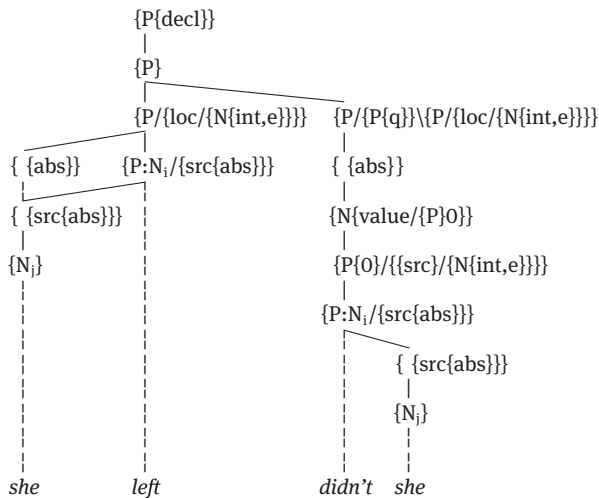 {P{decl}}
{P}
{P/{loc/{N{int,e}}}} {P/{P{q}}\{P/{loc/{N{int,e}}}}
{ {abs}} {P:Nᵢ/{src{abs}}} { {abs}}
{ {src{abs}}} {N{value/{P}0}}
{Nⱼ} {P{0}/{{src}/{N{int,e}}}}
{P:Nᵢ/{src{abs}}}
{ {src{abs}}}
{Nⱼ}
she left didn't she